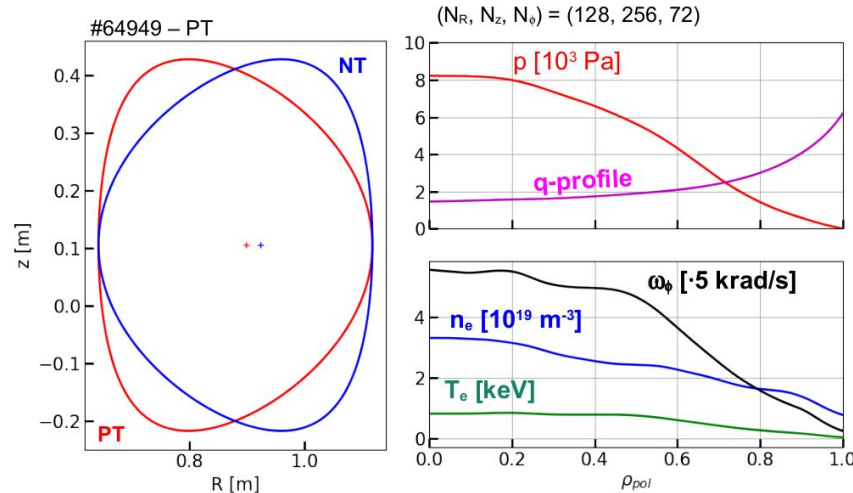 #64949 – PT
(N_R, N_z, N_ϕ) = (128, 256, 72)
NT
PT
z [m]
0.4
0.3
0.2
0.1
0.0
−0.1
−0.2
0.8 1.0
R [m]
p [10³ Pa]
q-profile
10
8
6
4
2
0
ω_ϕ [·5 krad/s]
n_e [10¹⁹ m⁻³]
T_e [keV]
4
2
0
0.0 0.2 0.4 0.6 0.8 1.0
ρ_pol